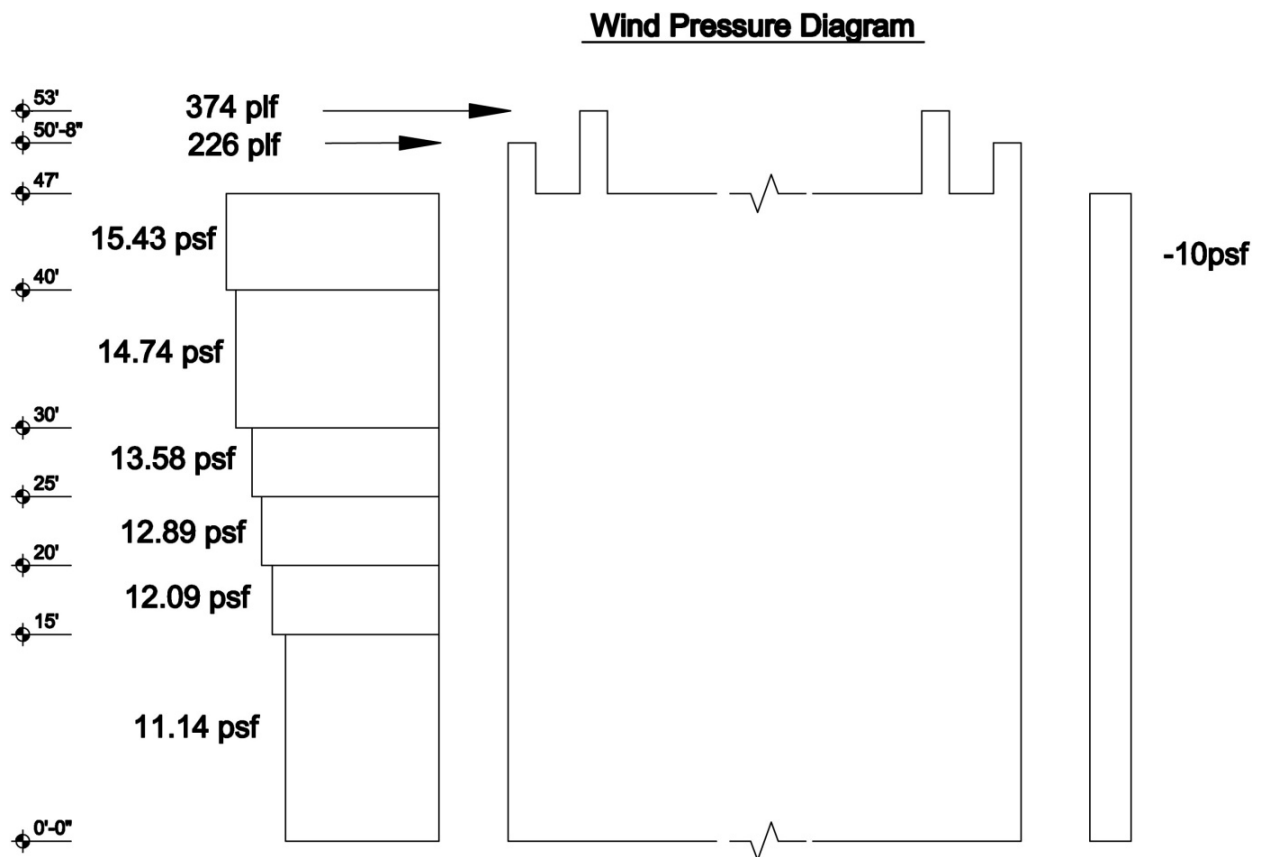 Wind Pressure Diagram
53'
374 plf
50'-8"
226 plf
47'
15.43 psf
-10psf
40'
14.74 psf
30'
13.58 psf
25'
12.89 psf
20'
12.09 psf
15'
11.14 psf
0'-0"